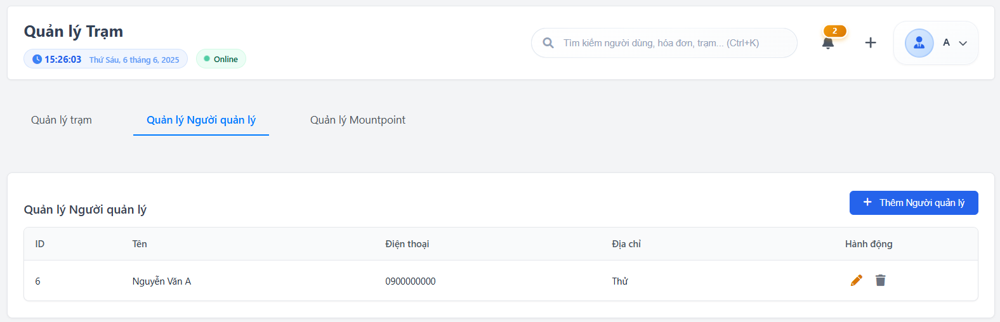 Quản lý Trạm
15:26:03 Thứ Sáu, 6 tháng 6, 2025 Online
Tìm kiếm người dùng, hóa đơn, trạm... (Ctrl+K)
2
A
Quản lý trạm Quản lý Người quản lý Quản lý Mountpoint
Quản lý Người quản lý
+ Thêm Người quản lý
ID Tên Điện thoại Địa chỉ Hành động
6 Nguyễn Văn A 0900000000 Thử